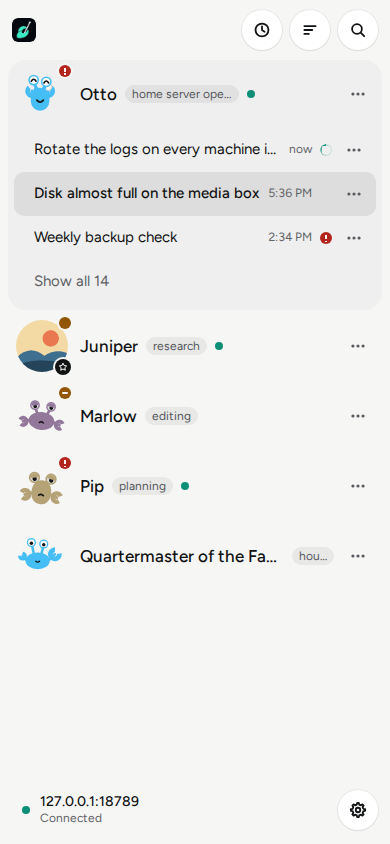 Otto home server ope...
Rotate the logs on every machine i... now
Disk almost full on the media box 5:36 PM
Weekly backup check 2:34 PM
Show all 14
Juniper research
Marlow editing
Pip planning
Quartermaster of the Fa... hou...
127.0.0.1:18789
Connected